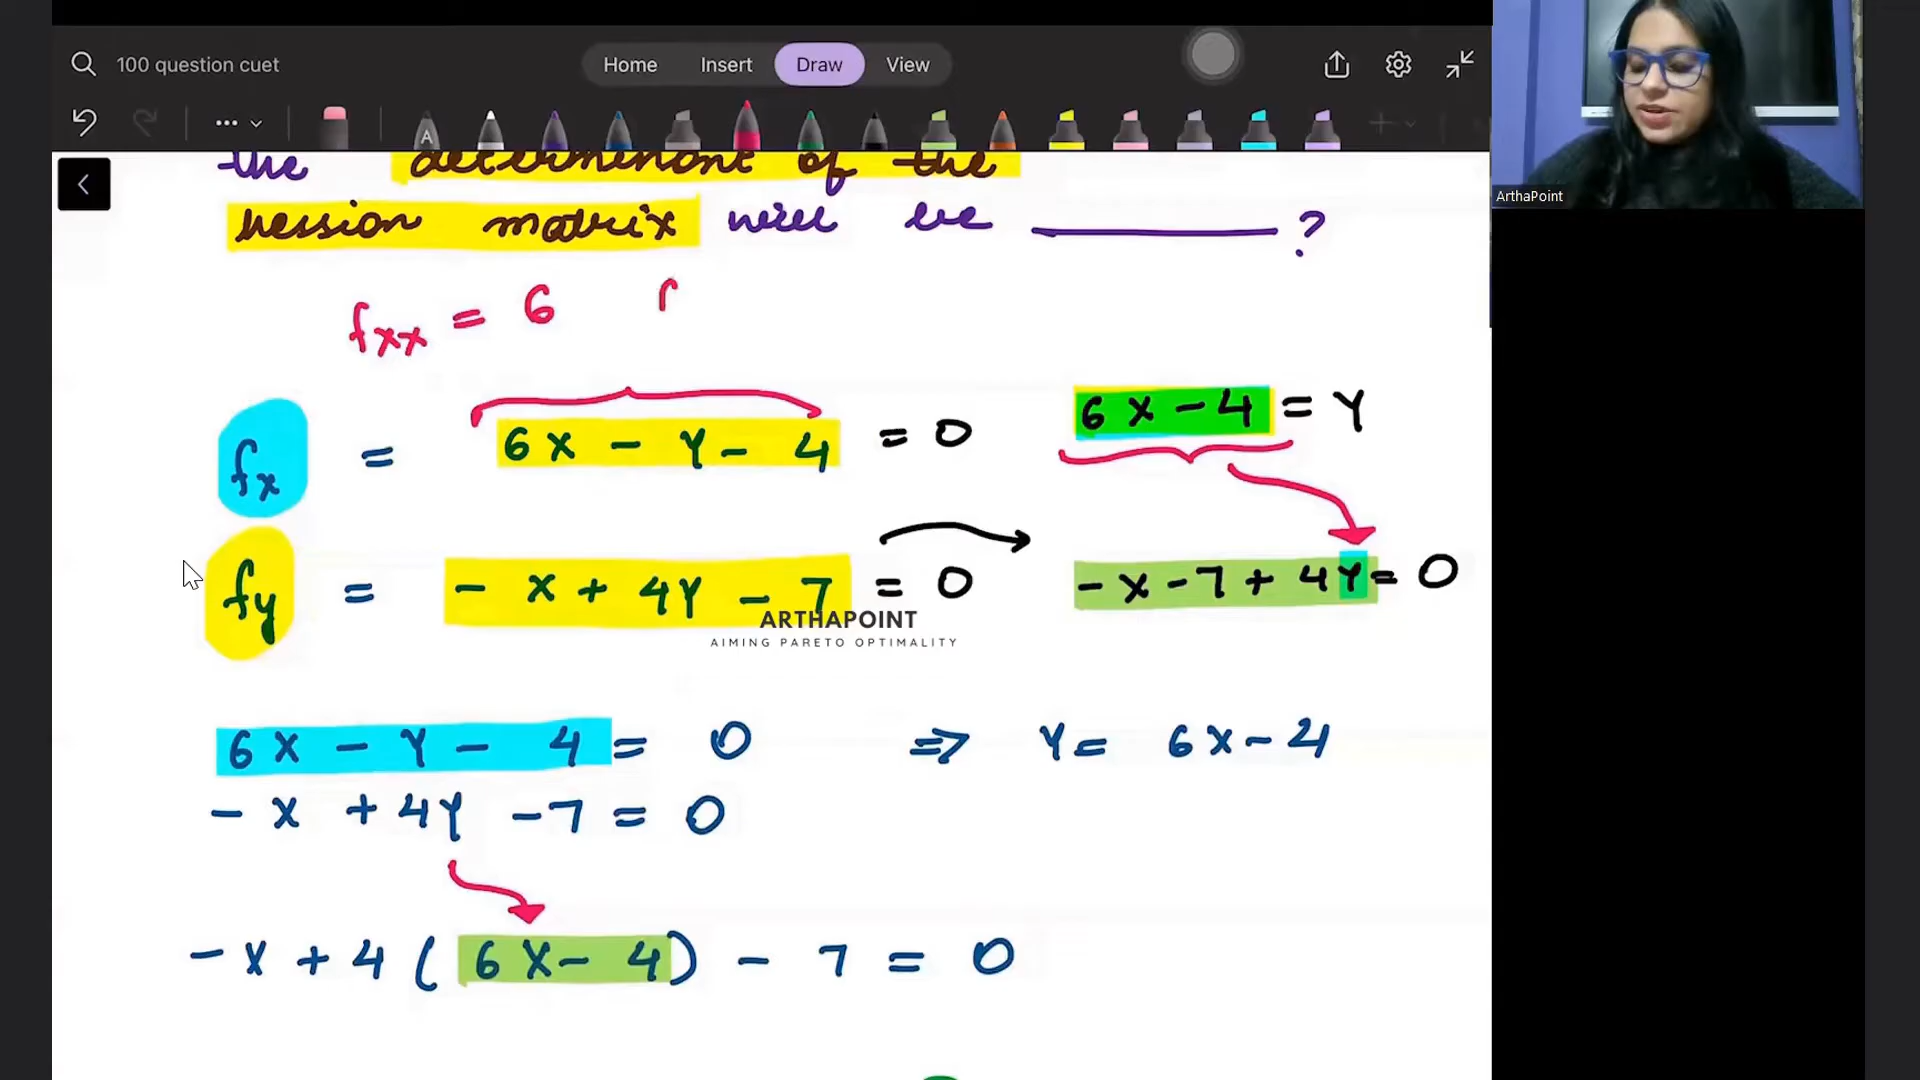 100 question cuet
Home Insert Draw View
A
ArthaPoint
the determinant of the
hession matrix will be ______ ?
fxx = 6
fx = 6x - Y - 4 = 0
6x - 4 = Y
fy = - x + 4Y - 7 = 0
- x - 7 + 4Y = 0
ARTHAPOINT
AIMING PARETO OPTIMALITY
6x - Y - 4 = 0 ⇒ Y = 6x - 4
- x + 4Y - 7 = 0
- x + 4 ( 6x - 4 ) - 7 = 0